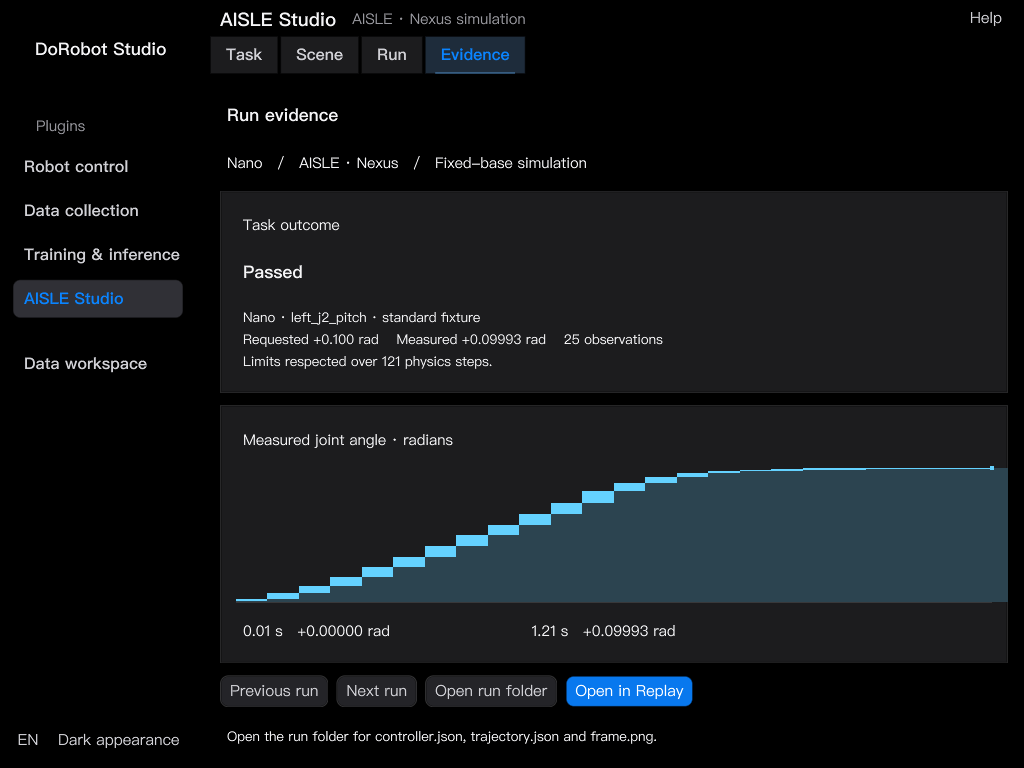 DoRobot Studio
AISLE Studio AISLE · Nexus simulation
Help
Task Scene Run Evidence
Plugins
Robot control
Data collection
Training & inference
AISLE Studio
Data workspace
EN Dark appearance
Run evidence
Nano / AISLE · Nexus / Fixed–base simulation
Task outcome
Passed
Nano · left_j2_pitch · standard fixture
Requested +0.100 rad Measured +0.09993 rad 25 observations
Limits respected over 121 physics steps.
Measured joint angle · radians
0.01 s +0.00000 rad 1.21 s +0.09993 rad
Previous run Next run Open run folder Open in Replay
Open the run folder for controller.json, trajectory.json and frame.png.